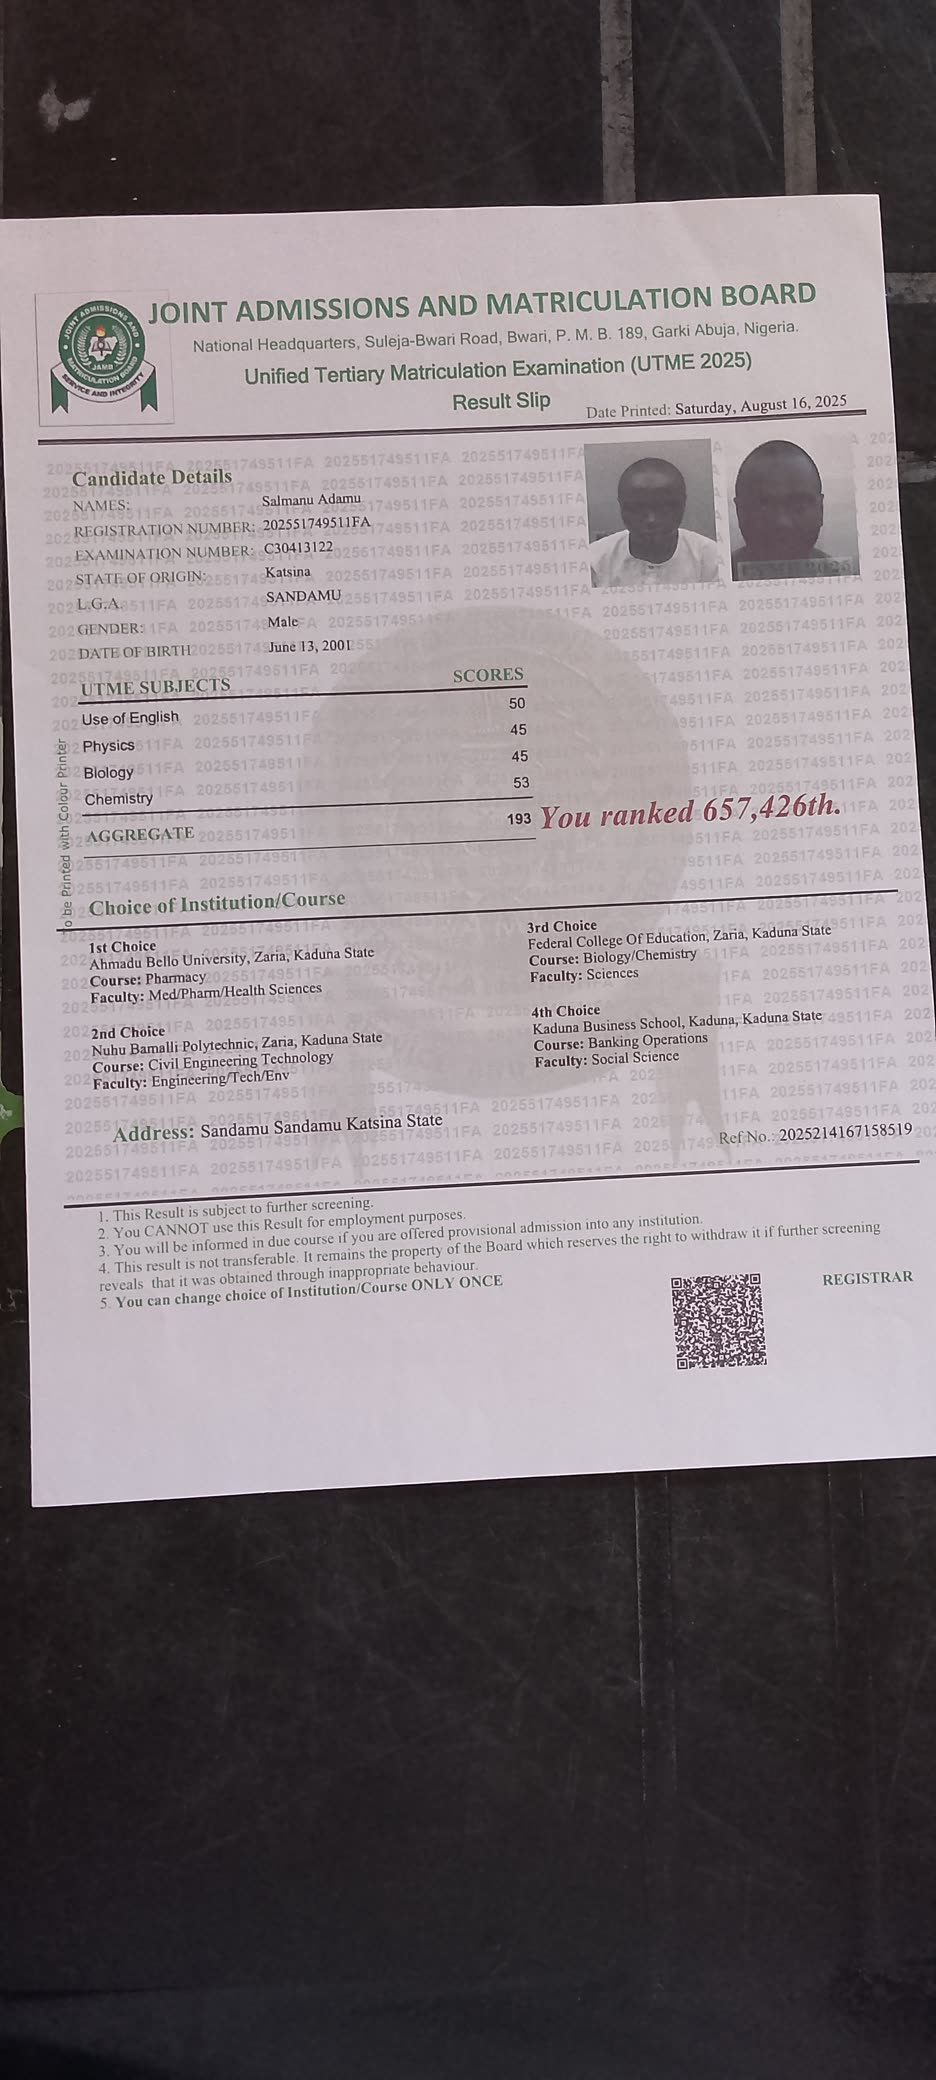 JOINT ADMISSIONS AND MATRICULATION BOARD
National Headquarters, Suleja-Bwari Road, Bwari, P. M. B. 189, Garki Abuja, Nigeria.
Unified Tertiary Matriculation Examination (UTME 2025)
Result Slip
Date Printed: Saturday, August 16, 2025
JOINT ADMISSIONS AND MATRICULATION BOARD
JAMB
SERVICE AND INTEGRITY
Candidate Details
NAMES: Salmanu Adamu
REGISTRATION NUMBER: 202551749511FA
EXAMINATION NUMBER: C30413122
STATE OF ORIGIN: Katsina
L.G.A. SANDAMU
GENDER: Male
DATE OF BIRTH June 13, 2001
UTME SUBJECTS SCORES
Use of English 50
Physics 45
Biology 45
Chemistry 53
AGGREGATE 193 You ranked 657,426th.
To be Printed with Colour Printer
Choice of Institution/Course
1st Choice
Ahmadu Bello University, Zaria, Kaduna State
Course: Pharmacy
Faculty: Med/Pharm/Health Sciences
2nd Choice
Nuhu Bamalli Polytechnic, Zaria, Kaduna State
Course: Civil Engineering Technology
Faculty: Engineering/Tech/Env
3rd Choice
Federal College Of Education, Zaria, Kaduna State
Course: Biology/Chemistry
Faculty: Sciences
4th Choice
Kaduna Business School, Kaduna, Kaduna State
Course: Banking Operations
Faculty: Social Science
Address: Sandamu Sandamu Katsina State
Ref No.: 2025214167158519
1. This Result is subject to further screening.
2. You CANNOT use this Result for employment purposes.
3. You will be informed in due course if you are offered provisional admission into any institution.
4. This result is not transferable. It remains the property of the Board which reserves the right to withdraw it if further screening
reveals that it was obtained through inappropriate behaviour.
5. You can change choice of Institution/Course ONLY ONCE
REGISTRAR